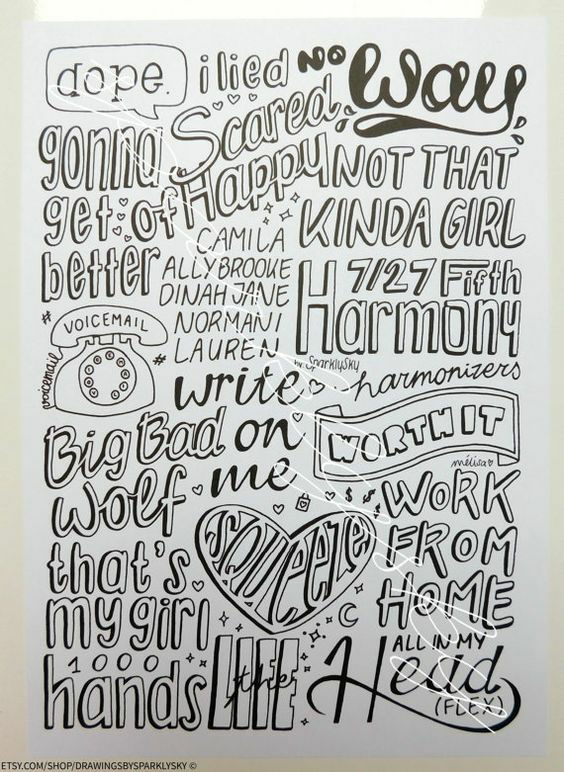 dope.
i lied
NO
way
gonna
get
better
Scared
of Happy
NOT THAT
KINDA GIRL
CAMILA
ALLY BROOKE
DINAH JANE
NORMANI
LAUREN
7/27 Fifth
Harmony
by SparklySky
harmonizers
#
VOICEMAIL
#
voicemail
write
on
me
WORTH IT
mélisa
Big Bad
wolf
$ $ $
WORK
FROM
HOME
SQUEEZE
that's
my girl
1000
hands
the
LIFE
ALL IN MY
Head
(FLEX)
ETSY.COM/SHOP/DRAWINGSBYSPARKLYSKY ©